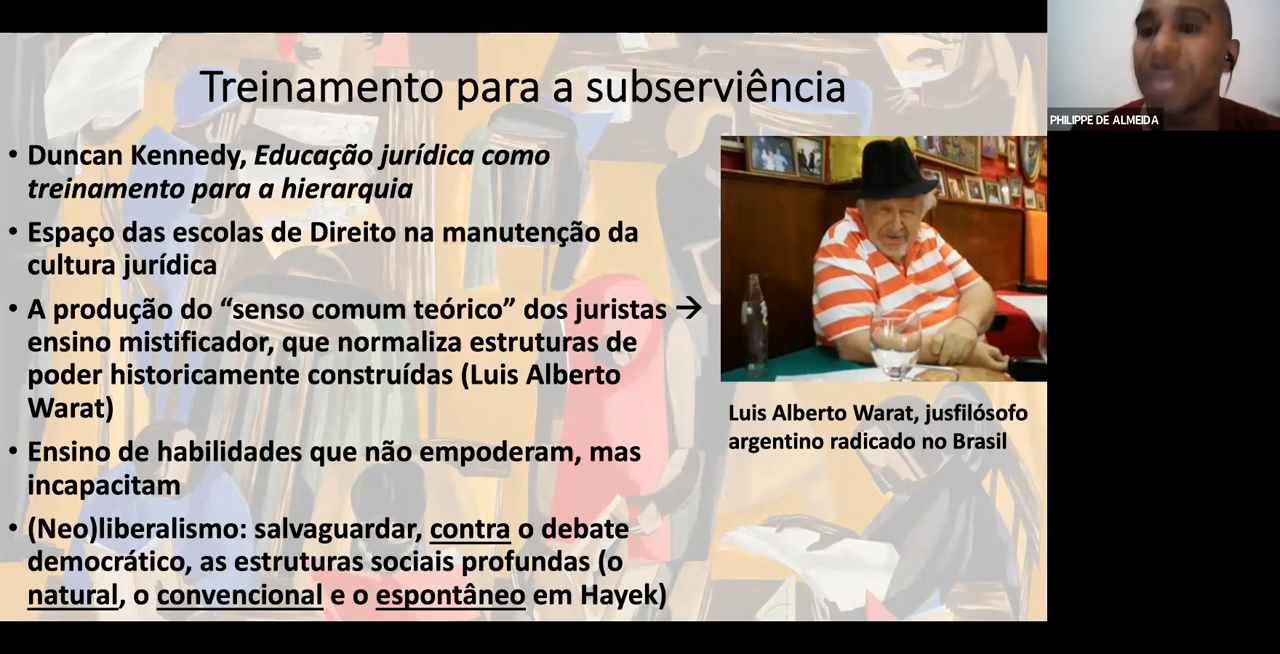 Treinamento para a subserviência
• Duncan Kennedy, Educação jurídica como
treinamento para a hierarquia
• Espaço das escolas de Direito na manutenção da
cultura jurídica
• A produção do “senso comum teórico” dos juristas →
ensino mistificador, que normaliza estruturas de
poder historicamente construídas (Luis Alberto
Warat)
• Ensino de habilidades que não empoderam, mas
incapacitam
• (Neo)liberalismo: salvaguardar, contra o debate
democrático, as estruturas sociais profundas (o
natural, o convencional e o espontâneo em Hayek)
Luis Alberto Warat, jusfilósofo
argentino radicado no Brasil
PHILIPPE DE ALMEIDA